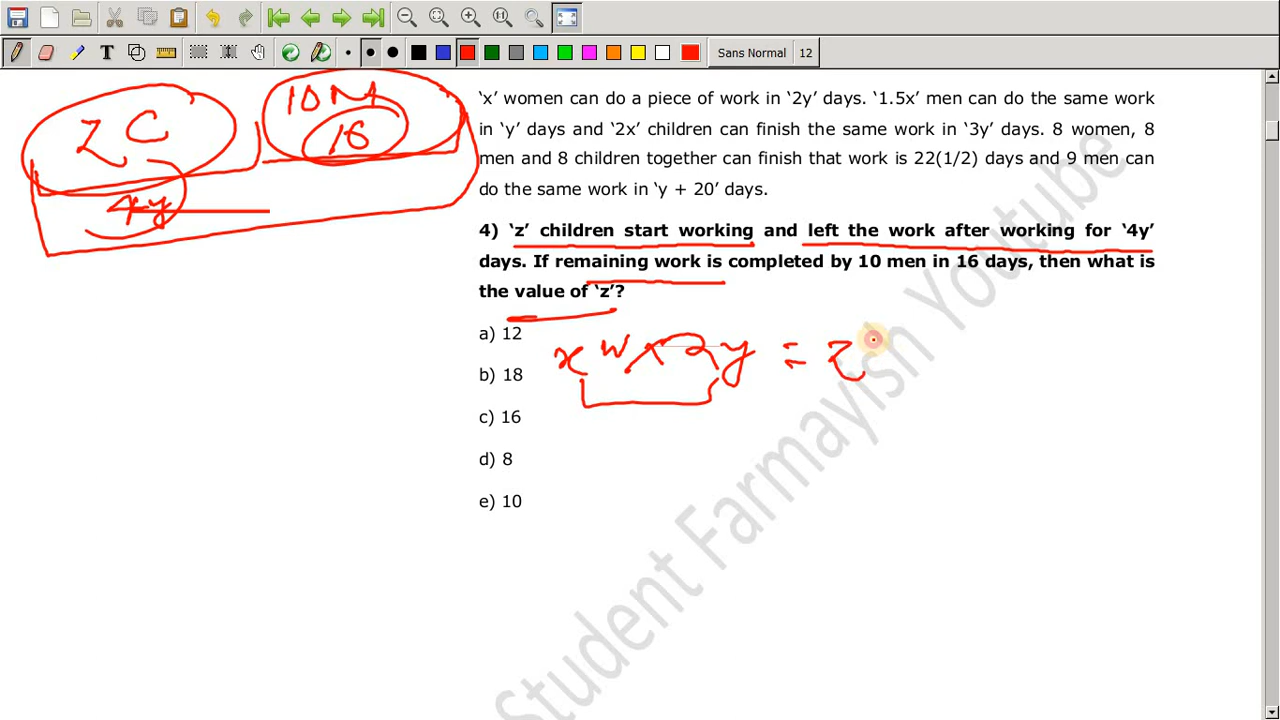 Sans Normal 12
z C
10 M
16
4y
‘x’ women can do a piece of work in ‘2y’ days. ‘1.5x’ men can do the same work
in ‘y’ days and ‘2x’ children can finish the same work in ‘3y’ days. 8 women, 8
men and 8 children together can finish that work is 22(1/2) days and 9 men can
do the same work in ‘y + 20’ days.
4) ‘z’ children start working and left the work after working for ‘4y’
days. If remaining work is completed by 10 men in 16 days, then what is
the value of ‘z’?
a) 12
x W × 2y = 2
b) 18
c) 16
d) 8
e) 10
Student Farmayish Youtube